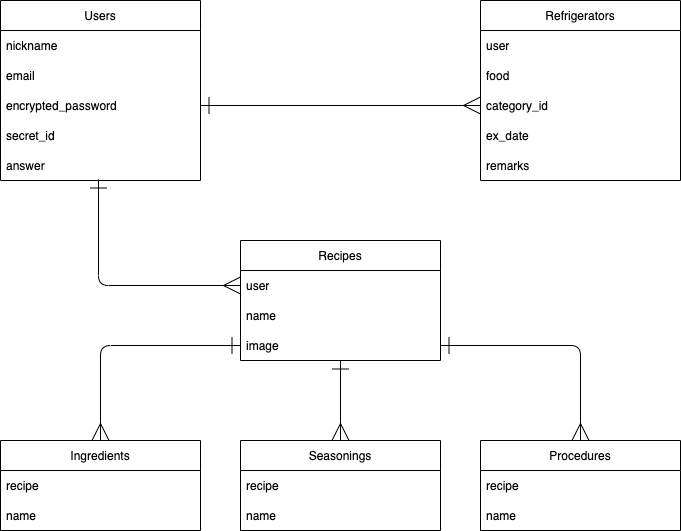 Users
nickname
email
encrypted_password
secret_id
answer
Refrigerators
user
food
category_id
ex_date
remarks
Recipes
user
name
image
Ingredients
recipe
name
Seasonings
recipe
name
Procedures
recipe
name